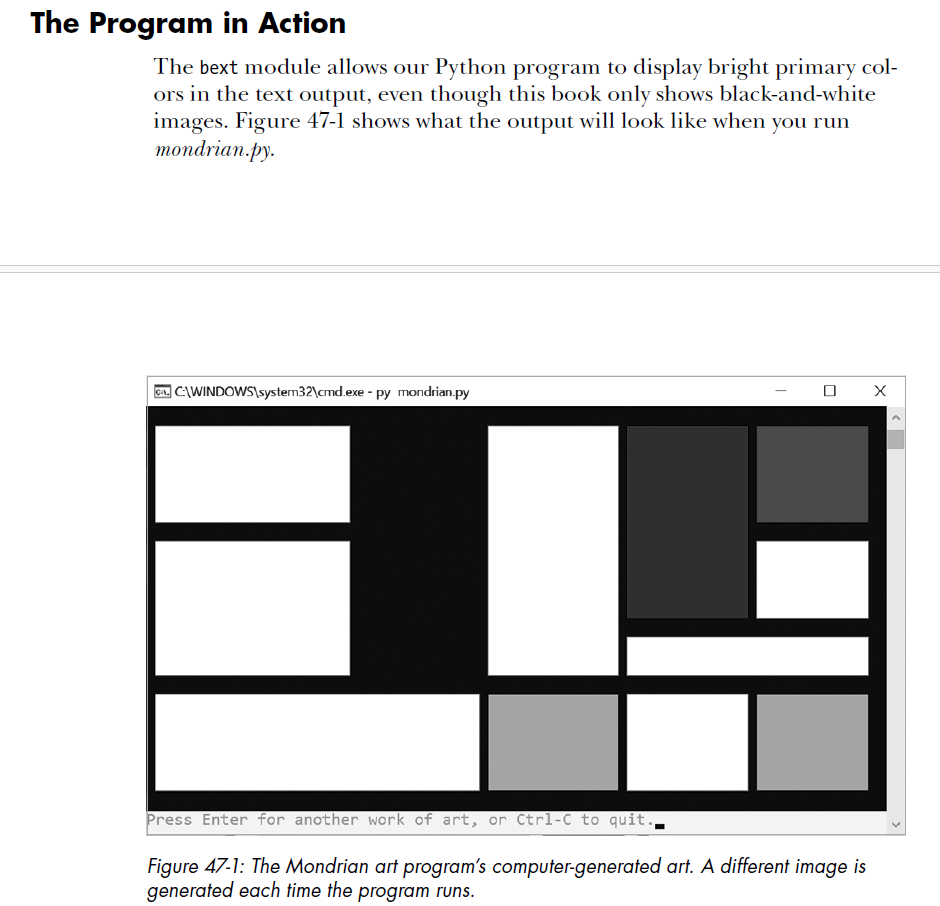 The Program in Action
The bext module allows our Python program to display bright primary col-
ors in the text output, even though this book only shows black-and-white
images. Figure 47-1 shows what the output will look like when you run
mondrian.py.
C:\WINDOWS\system32\cmd.exe - py mondrian.py
Press Enter for another work of art, or Ctrl-C to quit.
Figure 47-1: The Mondrian art program’s computer-generated art. A different image is
generated each time the program runs.